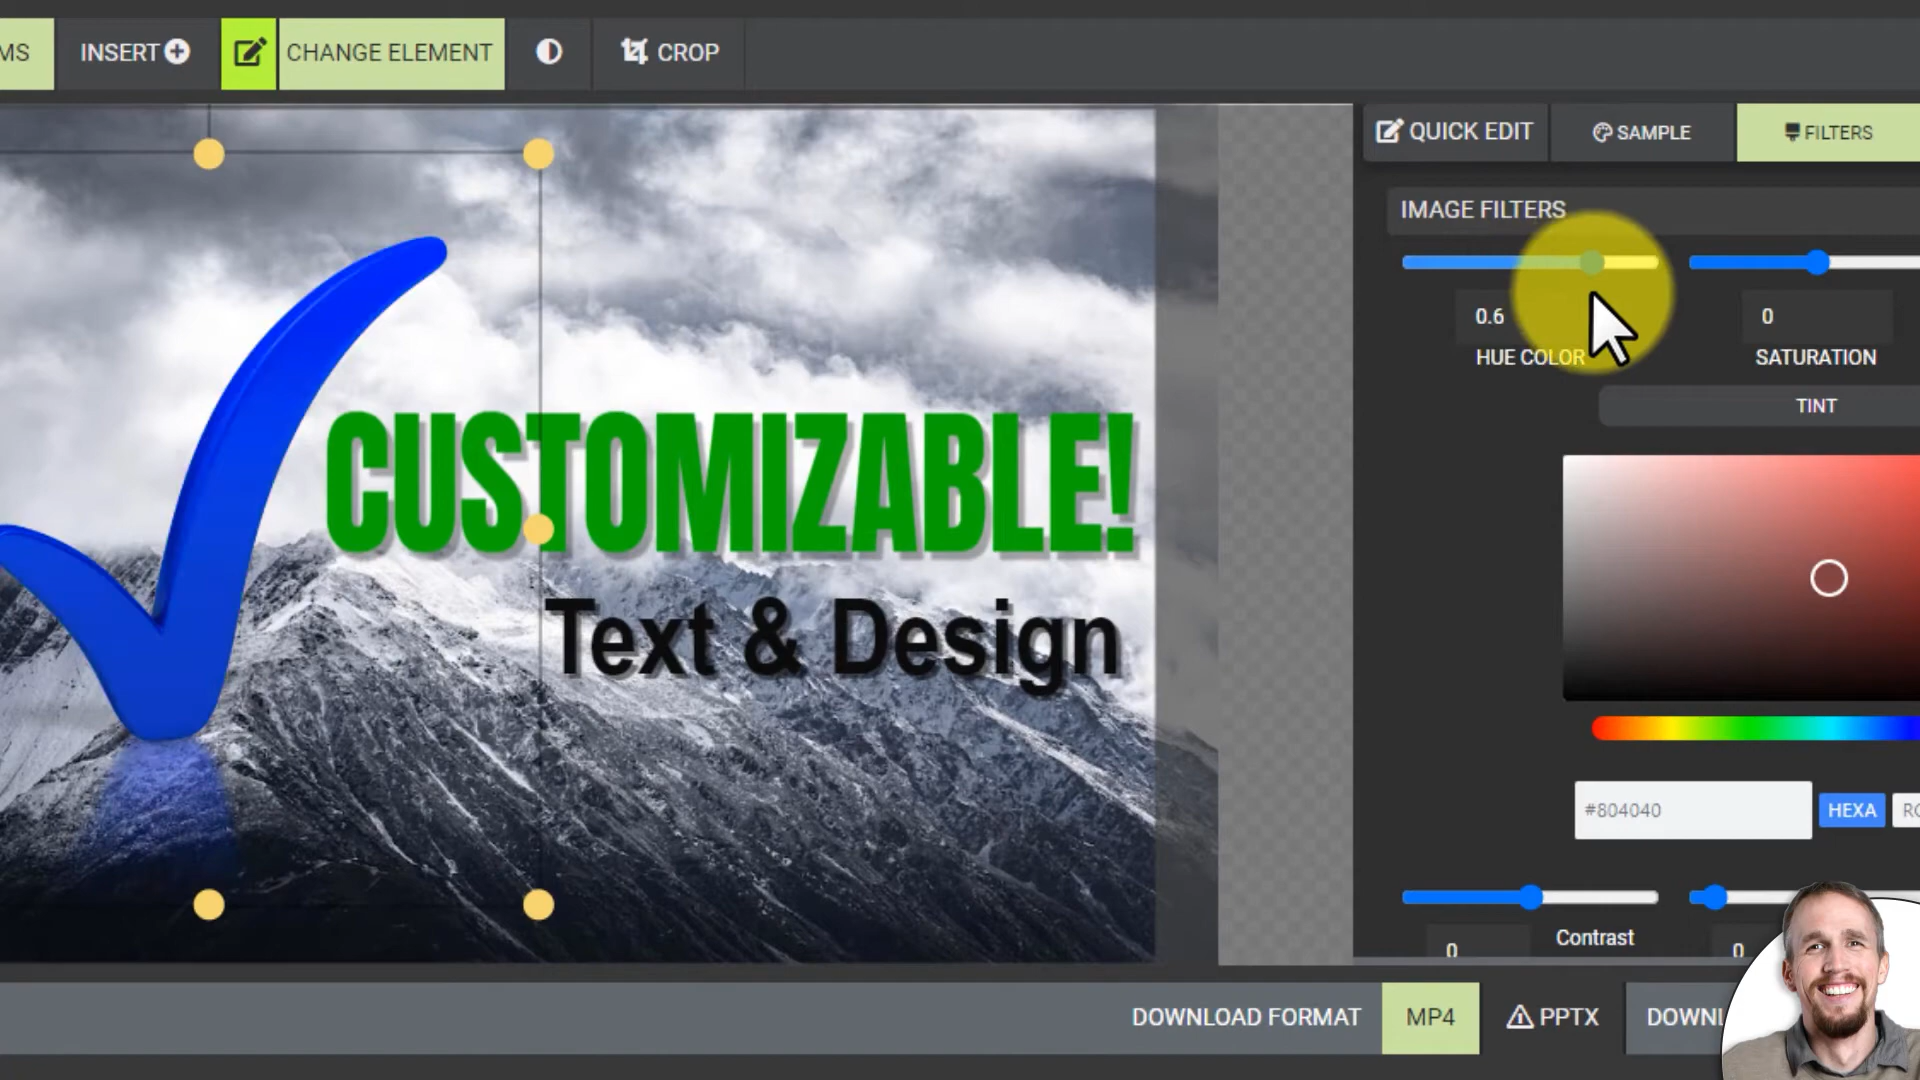 MS INSERT CHANGE ELEMENT CROP
QUICK EDIT SAMPLE FILTERS
IMAGE FILTERS
0.6 0
HUE COLOR SATURATION
TINT
CUSTOMIZABLE!
Text & Design
#804040 HEXA
Contrast
0 0
DOWNLOAD FORMAT MP4 PPTX DOWNL